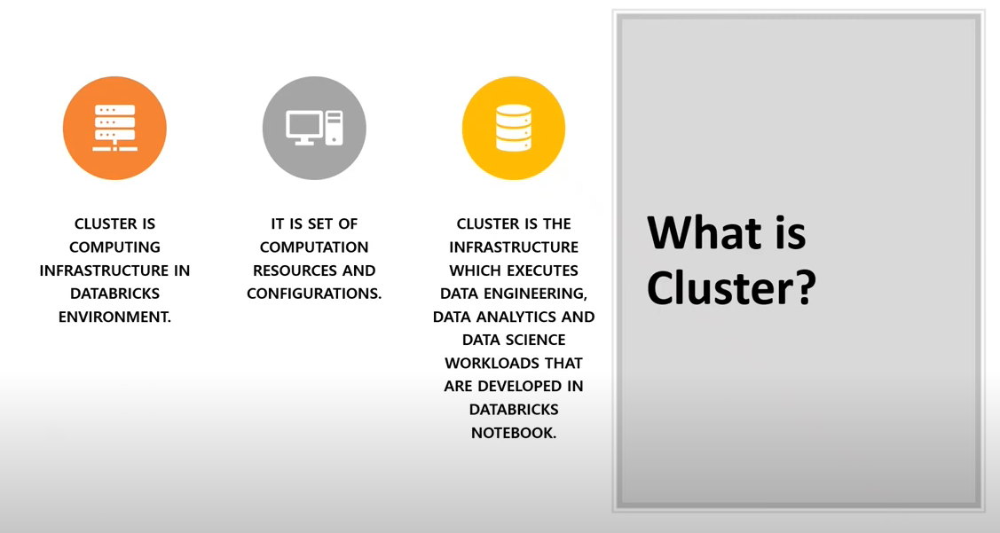 CLUSTER IS
COMPUTING
INFRASTRUCTURE IN
DATABRICKS
ENVIRONMENT.
IT IS SET OF
COMPUTATION
RESOURCES AND
CONFIGURATIONS.
CLUSTER IS THE
INFRASTRUCTURE
WHICH EXECUTES
DATA ENGINEERING,
DATA ANALYTICS AND
DATA SCIENCE
WORKLOADS THAT
ARE DEVELOPED IN
DATABRICKS
NOTEBOOK.
What is
Cluster?